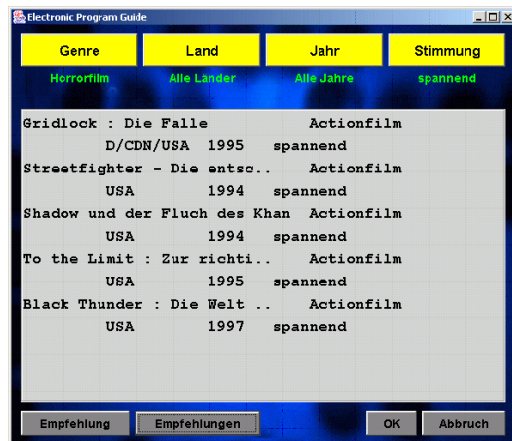 Electronic Program Guide
Genre Land Jahr Stimmung
Horrorfilm Alle Länder Alle Jahre spannend
Gridlock : Die Falle Actionfilm
D/CDN/USA 1995 spannend
Streetfighter - Die entsc.. Actionfilm
USA 1994 spannend
Shadow und der Fluch des Khan Actionfilm
USA 1994 spannend
To the Limit : Zur richti.. Actionfilm
USA 1995 spannend
Black Thunder : Die Welt .. Actionfilm
USA 1997 spannend
Empfehlung Empfehlungen OK Abbruch